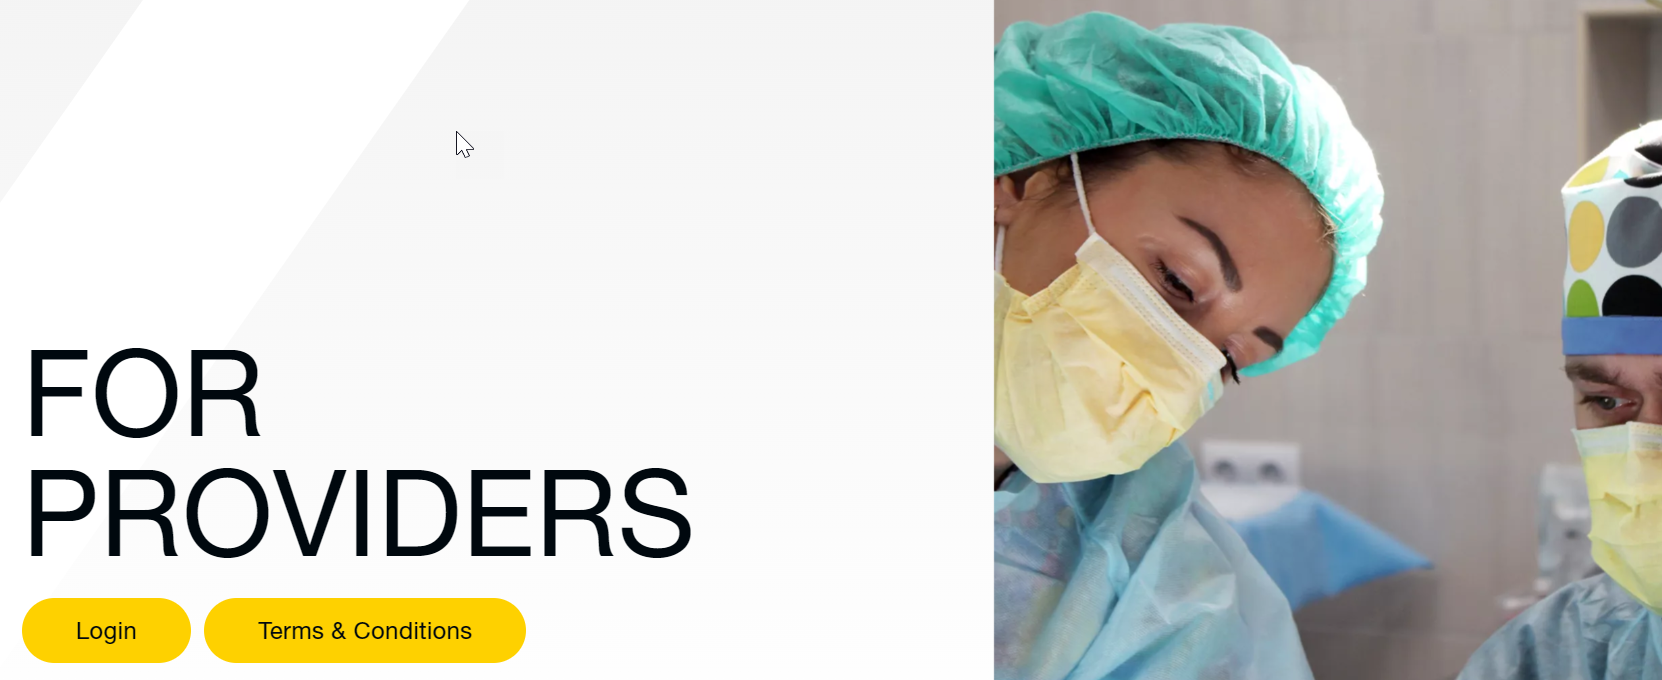 FOR
PROVIDERS
Login
Terms & Conditions